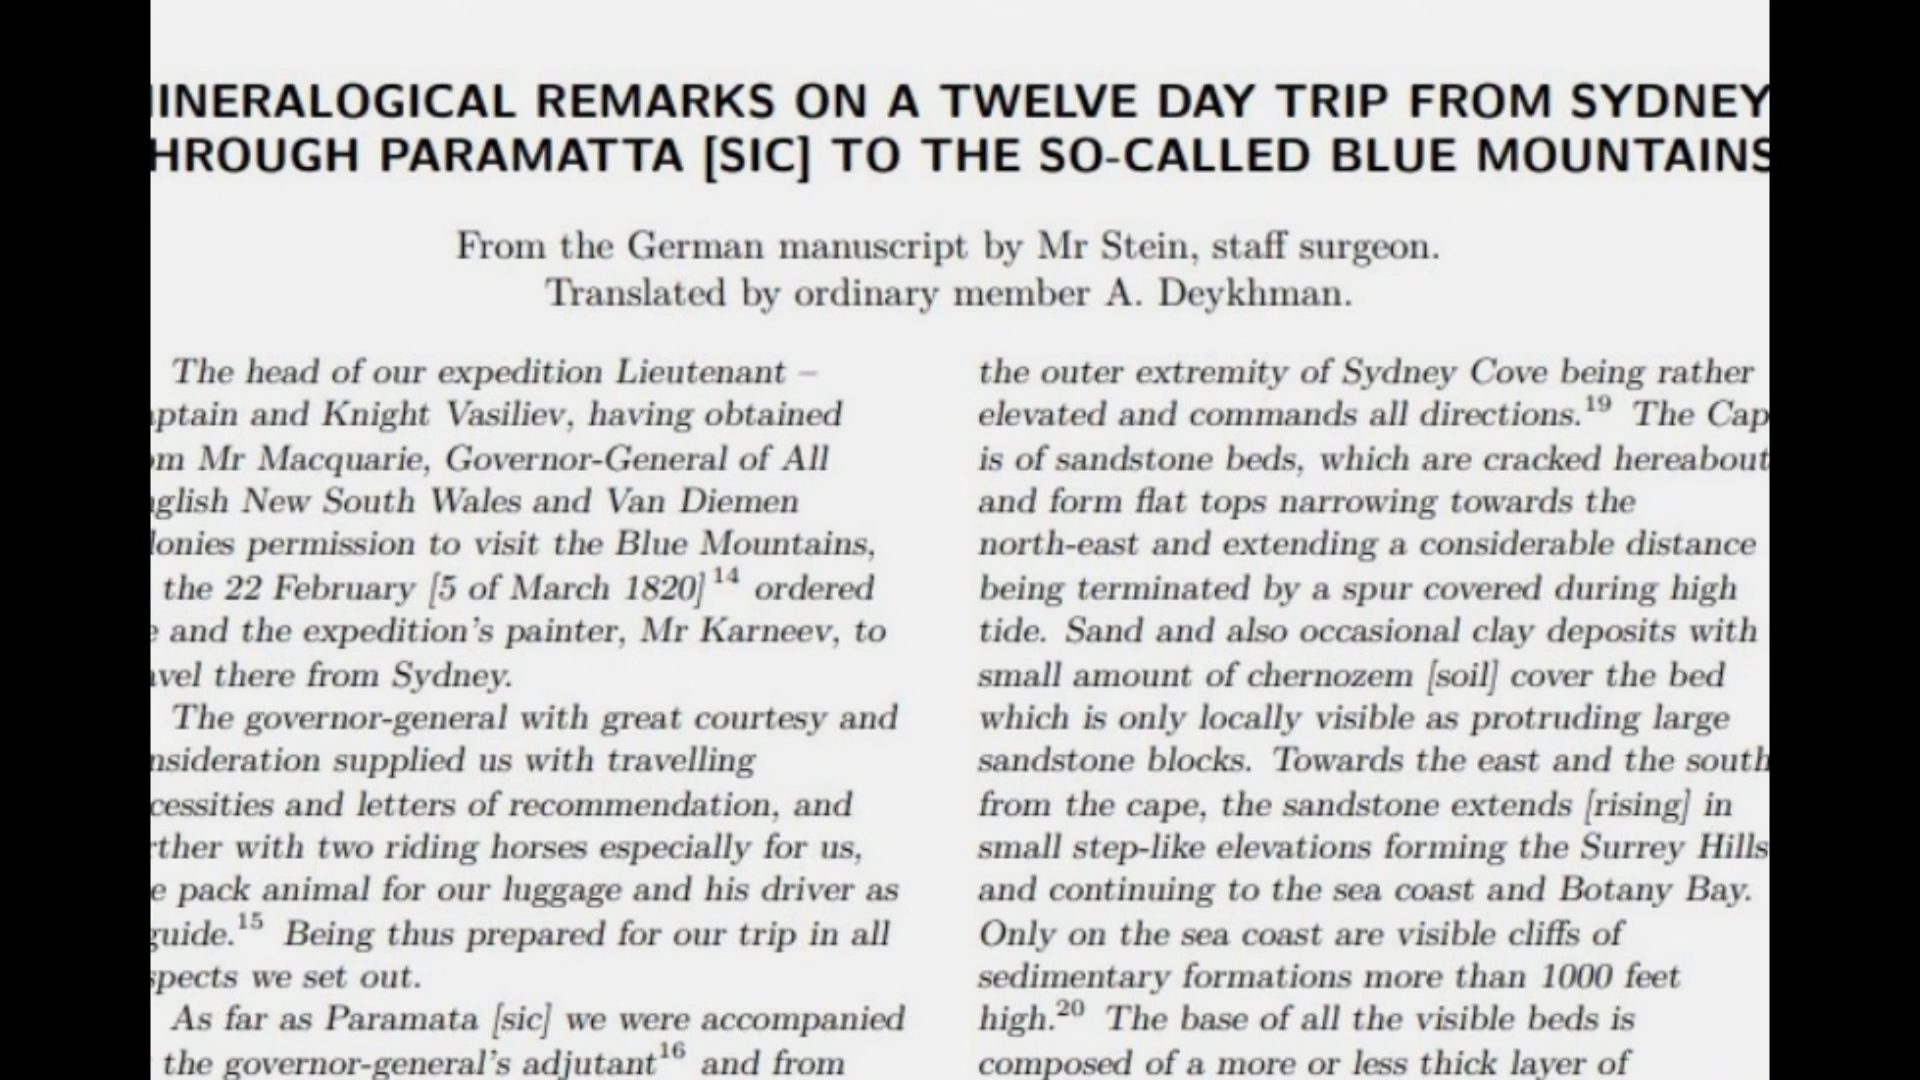 INERALOGICAL REMARKS ON A TWELVE DAY TRIP FROM SYDNEY
HROUGH PARAMATTA [SIC] TO THE SO-CALLED BLUE MOUNTAINS
From the German manuscript by Mr Stein, staff surgeon.
Translated by ordinary member A. Deykhman.
The head of our expedition Lieutenant –
ptain and Knight Vasiliev, having obtained
om Mr Macquarie, Governor-General of All
glish New South Wales and Van Diemen
lonies permission to visit the Blue Mountains,
the 22 February [5 of March 1820]14 ordered
e and the expedition's painter, Mr Karneev, to
avel there from Sydney.
The governor-general with great courtesy and
nsideration supplied us with travelling
cessities and letters of recommendation, and
rther with two riding horses especially for us,
e pack animal for our luggage and his driver as
guide.15 Being thus prepared for our trip in all
spects we set out.
As far as Paramata [sic] we were accompanied
the governor-general's adjutant16 and from
the outer extremity of Sydney Cove being rather
elevated and commands all directions.19 The Cap
is of sandstone beds, which are cracked hereabout
and form flat tops narrowing towards the
north-east and extending a considerable distance
being terminated by a spur covered during high
tide. Sand and also occasional clay deposits with
small amount of chernozem [soil] cover the bed
which is only locally visible as protruding large
sandstone blocks. Towards the east and the south
from the cape, the sandstone extends [rising] in
small step-like elevations forming the Surrey Hills
and continuing to the sea coast and Botany Bay.
Only on the sea coast are visible cliffs of
sedimentary formations more than 1000 feet
high.20 The base of all the visible beds is
composed of a more or less thick layer of